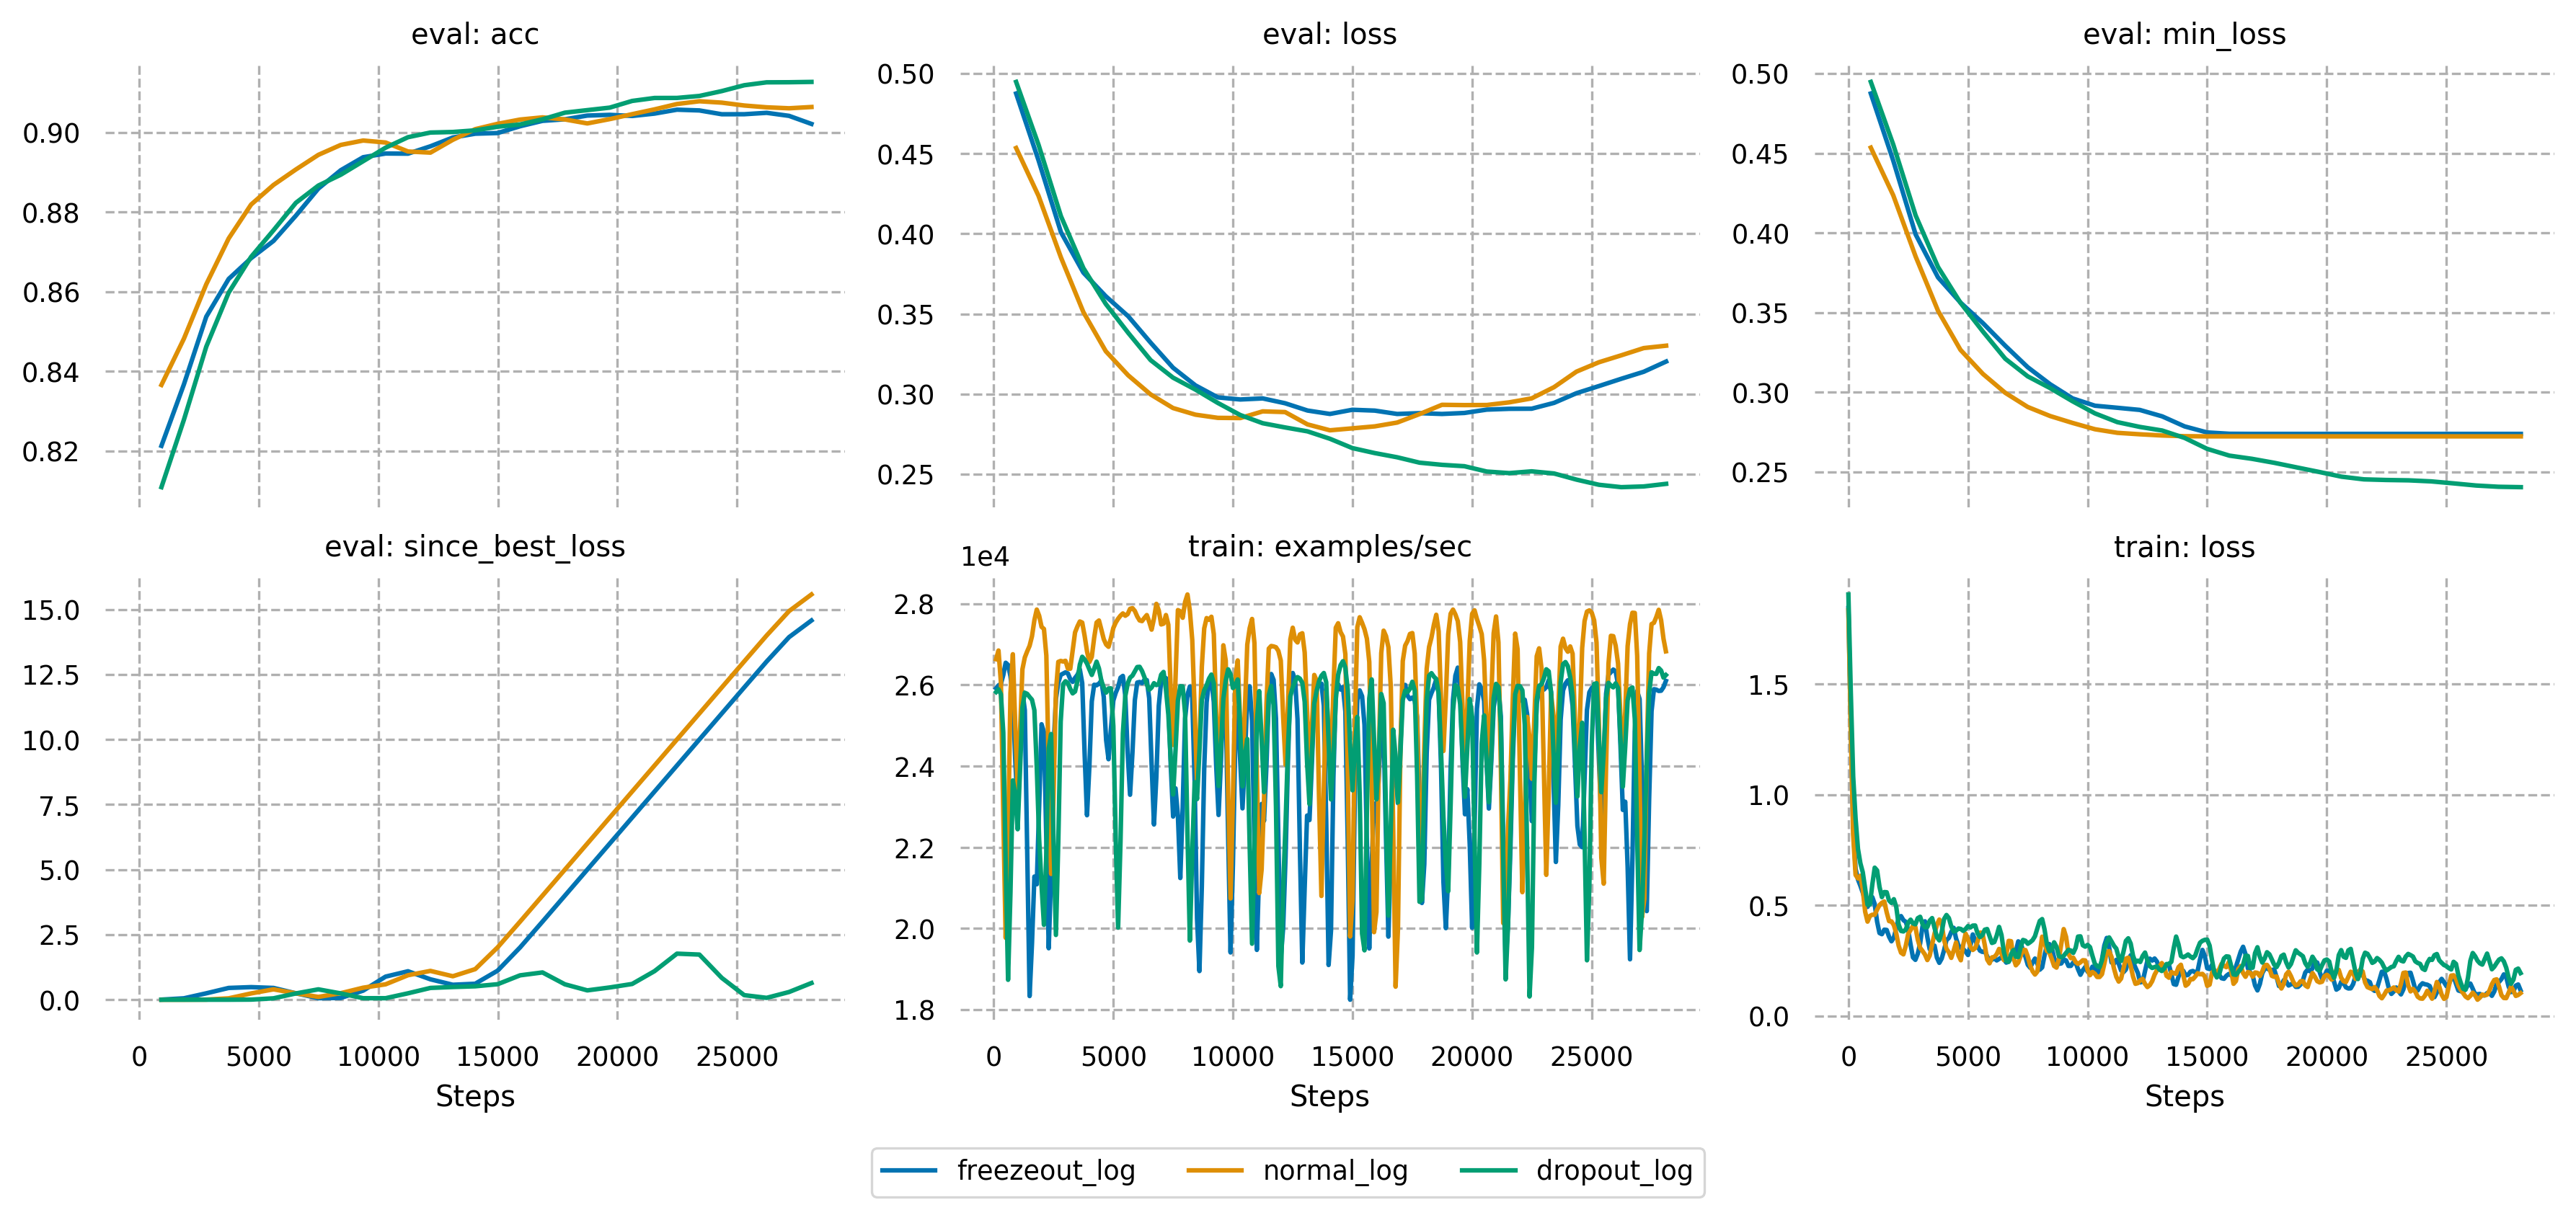 eval: acc
0.90
0.88
0.86
0.84
0.82
eval: loss
0.50
0.45
0.40
0.35
0.30
0.25
eval: min_loss
0.50
0.45
0.40
0.35
0.30
0.25
eval: since_best_loss
15.0
12.5
10.0
7.5
5.0
2.5
0.0
0 5000 10000 15000 20000 25000
Steps
train: examples/sec
1e4
2.8
2.6
2.4
2.2
2.0
1.8
0 5000 10000 15000 20000 25000
Steps
train: loss
1.5
1.0
0.5
0.0
0 5000 10000 15000 20000 25000
Steps
freezeout_log normal_log dropout_log